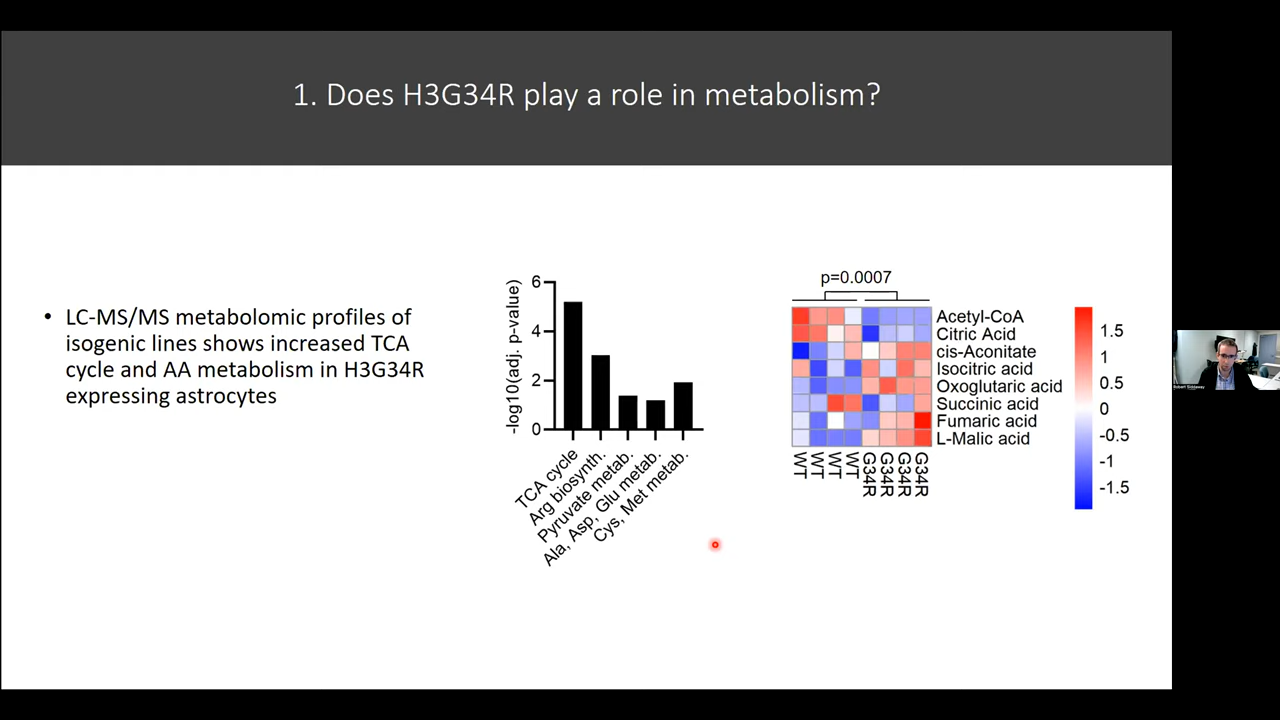 1. Does H3G34R play a role in metabolism?
• LC-MS/MS metabolomic profiles of
isogenic lines shows increased TCA
cycle and AA metabolism in H3G34R
expressing astrocytes
-log10(adj. p-value)
6
4
2
0
TCA cycle
Arg biosynth.
Pyruvate metab.
Ala, Asp, Glu metab.
Cys, Met metab.
p=0.0007
Acetyl-CoA
Citric Acid
cis-Aconitate
Isocitric acid
Oxoglutaric acid
Succinic acid
Fumaric acid
L-Malic acid
WT
WT
WT
WT
G34R
G34R
G34R
G34R
1.5
1
0.5
0
-0.5
-1
-1.5
Robert Siddaway